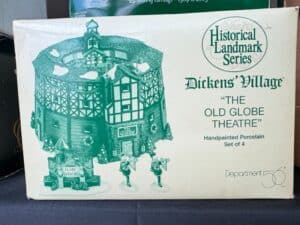 Historical
Landmark
Series
Dickens' Village
"THE
OLD GLOBE
THEATRE"
Handpainted Porcelain
Set of 4
Department 56